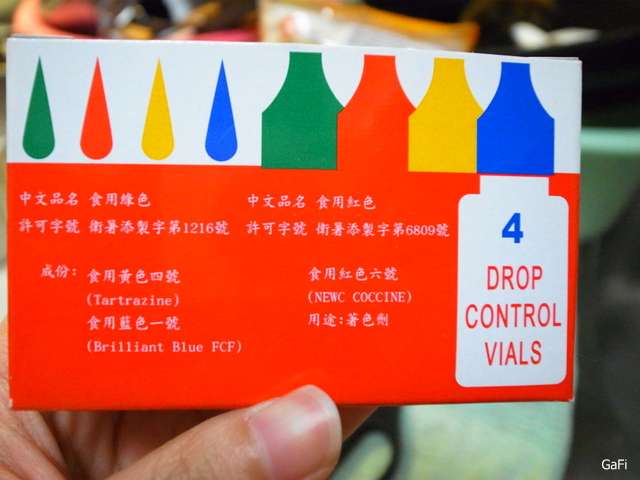 中文品名 食用綠色
許可字號 衛署添製字第1216號
成份: 食用黃色四號
(Tartrazine)
食用藍色一號
(Brilliant Blue FCF)
中文品名 食用紅色
許可字號 衛署添製字第6809號
食用紅色六號
(NEWC COCCINE)
用途:著色劑
4
DROP
CONTROL
VIALS
GaFi